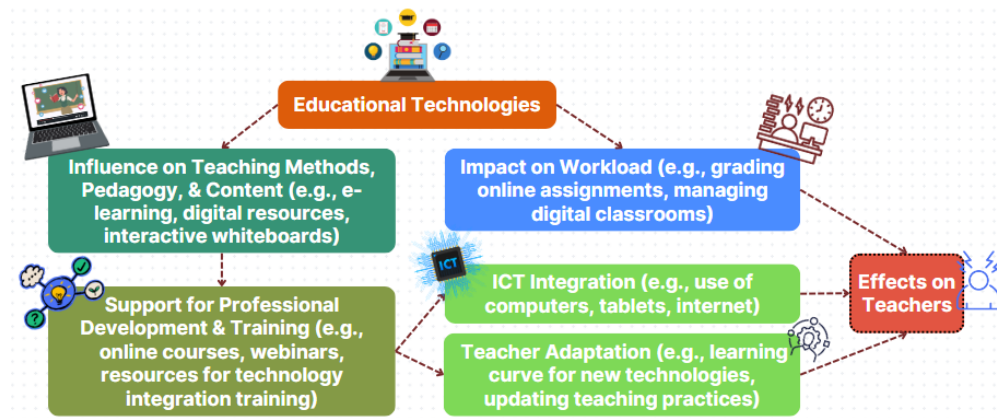 Educational Technologies
Influence on Teaching Methods,
Pedagogy, & Content (e.g., e-
learning, digital resources,
interactive whiteboards)
Impact on Workload (e.g., grading
online assignments, managing
digital classrooms)
ICT
Support for Professional
Development & Training (e.g.,
online courses, webinars,
resources for technology
integration training)
ICT Integration (e.g., use of
computers, tablets, internet)
Teacher Adaptation (e.g., learning
curve for new technologies,
updating teaching practices)
Effects on
Teachers